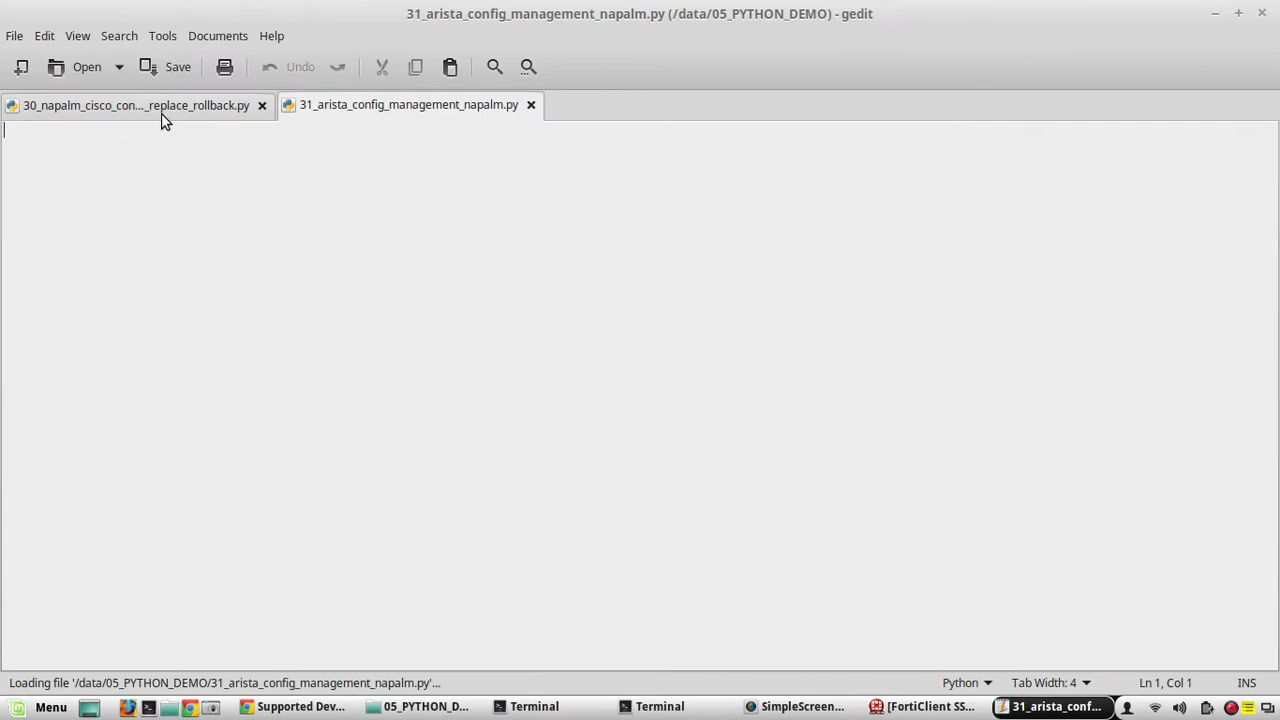 31_arista_config_management_napalm.py (/data/05_PYTHON_DEMO) - gedit
File Edit View Search Tools Documents Help
Open Save Undo
30_napalm_cisco_con..._replace_rollback.py 31_arista_config_management_napalm.py
Loading file '/data/05_PYTHON_DEMO/31_arista_config_management_napalm.py'... Python Tab Width: 4 Ln 1, Col 1 INS
Menu Supported Dev... 05_PYTHON_D... Terminal Terminal SimpleScreen... [FortiClient SS... 31_arista_conf...